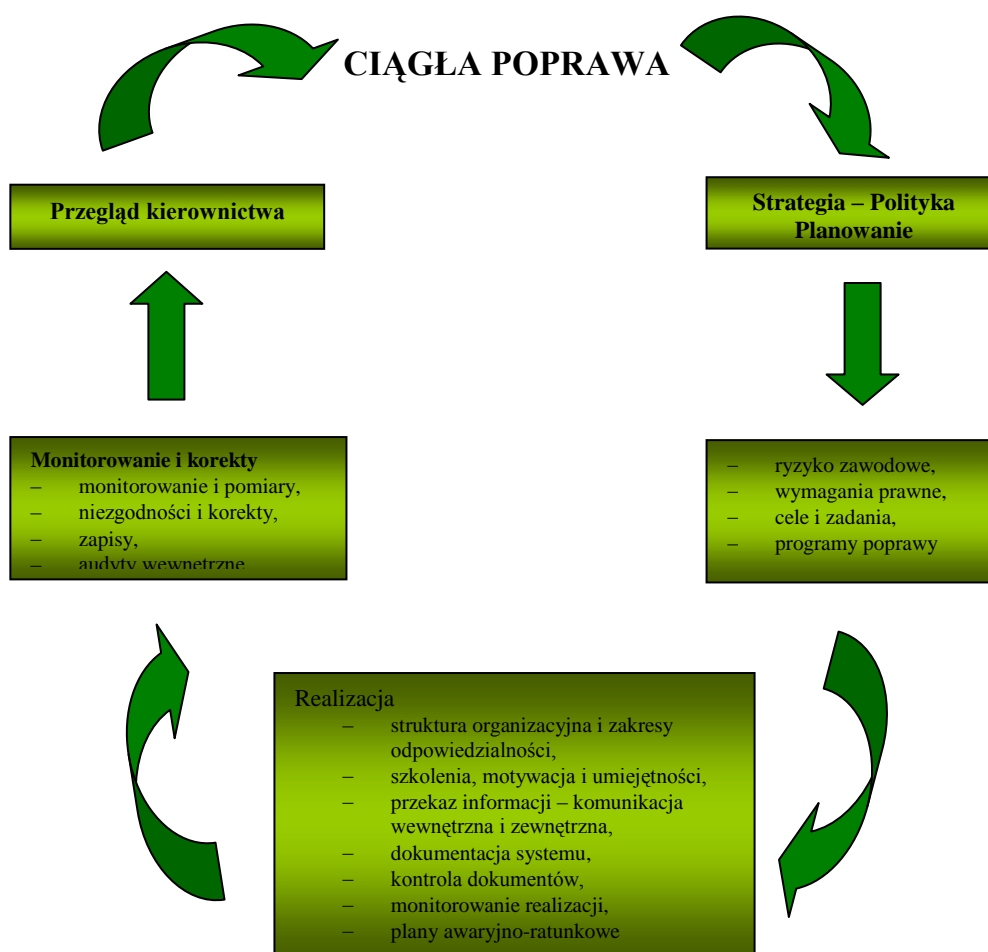 CIĄGŁA POPRAWA
Przegląd kierownictwa
Strategia – Polityka
Planowanie
Monitorowanie i korekty
– monitorowanie i pomiary,
– niezgodności i korekty,
– zapisy,
– audyty wewnętrzne
– ryzyko zawodowe,
– wymagania prawne,
– cele i zadania,
– programy poprawy
Realizacja
– struktura organizacyjna i zakresy
odpowiedzialności,
– szkolenia, motywacja i umiejętności,
– przekaz informacji – komunikacja
wewnętrzna i zewnętrzna,
– dokumentacja systemu,
– kontrola dokumentów,
– monitorowanie realizacji,
– plany awaryjno-ratunkowe